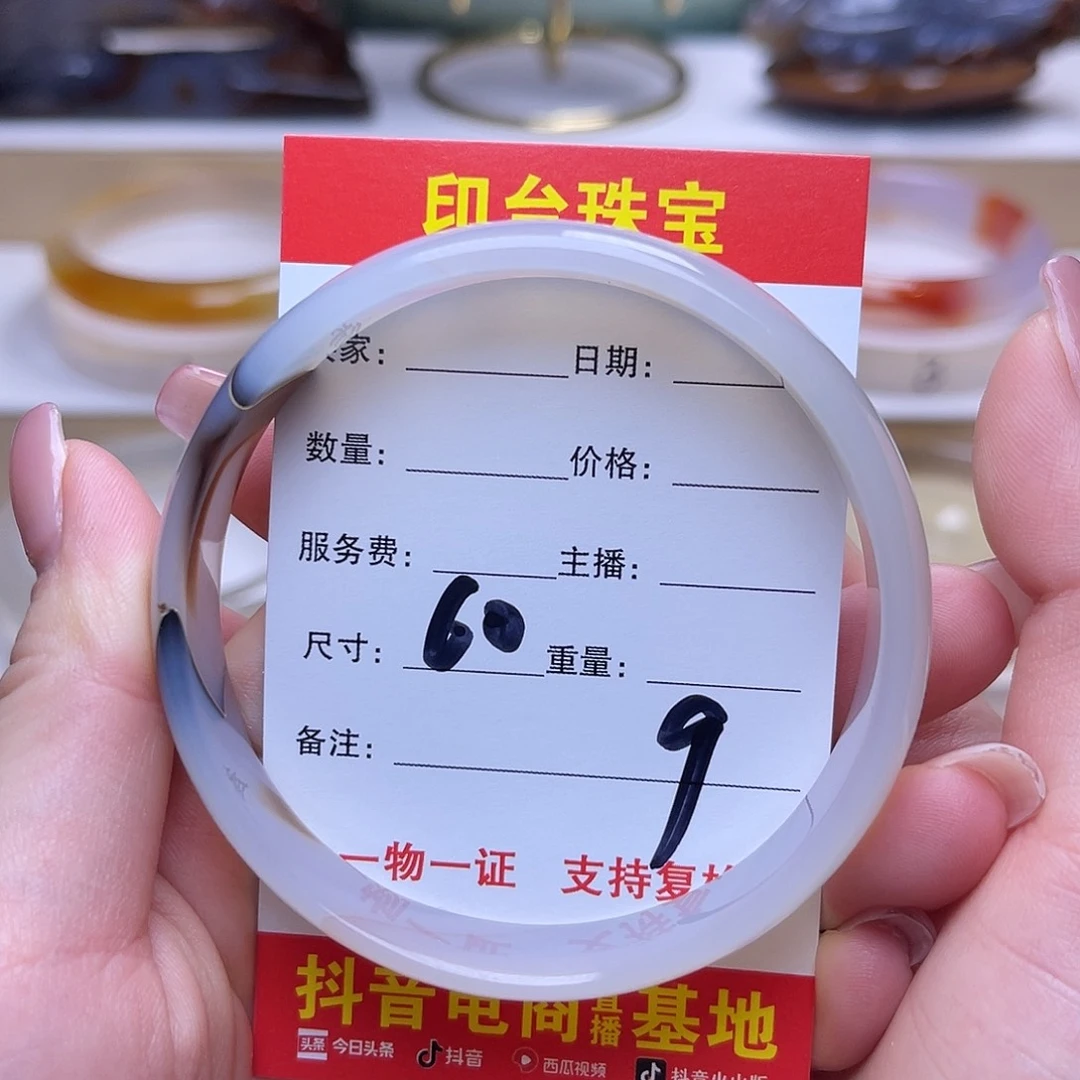 印台珠宝
家: 日期:
数量: 价格:
服务费: 主播:
尺寸: 60 重量:
备注: 9
一物一证 支持复
抖音电商直播基地
头条 今日头条 抖音 西瓜视频